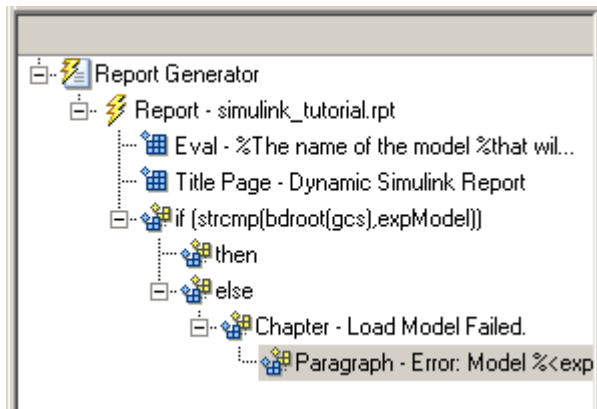 Report Generator
Report - simulink_tutorial.rpt
Eval - %The name of the model %that wil...
Title Page - Dynamic Simulink Report
if (strcmp(bdroot(gcs),expModel))
then
else
Chapter - Load Model Failed.
Paragraph - Error: Model %<exp